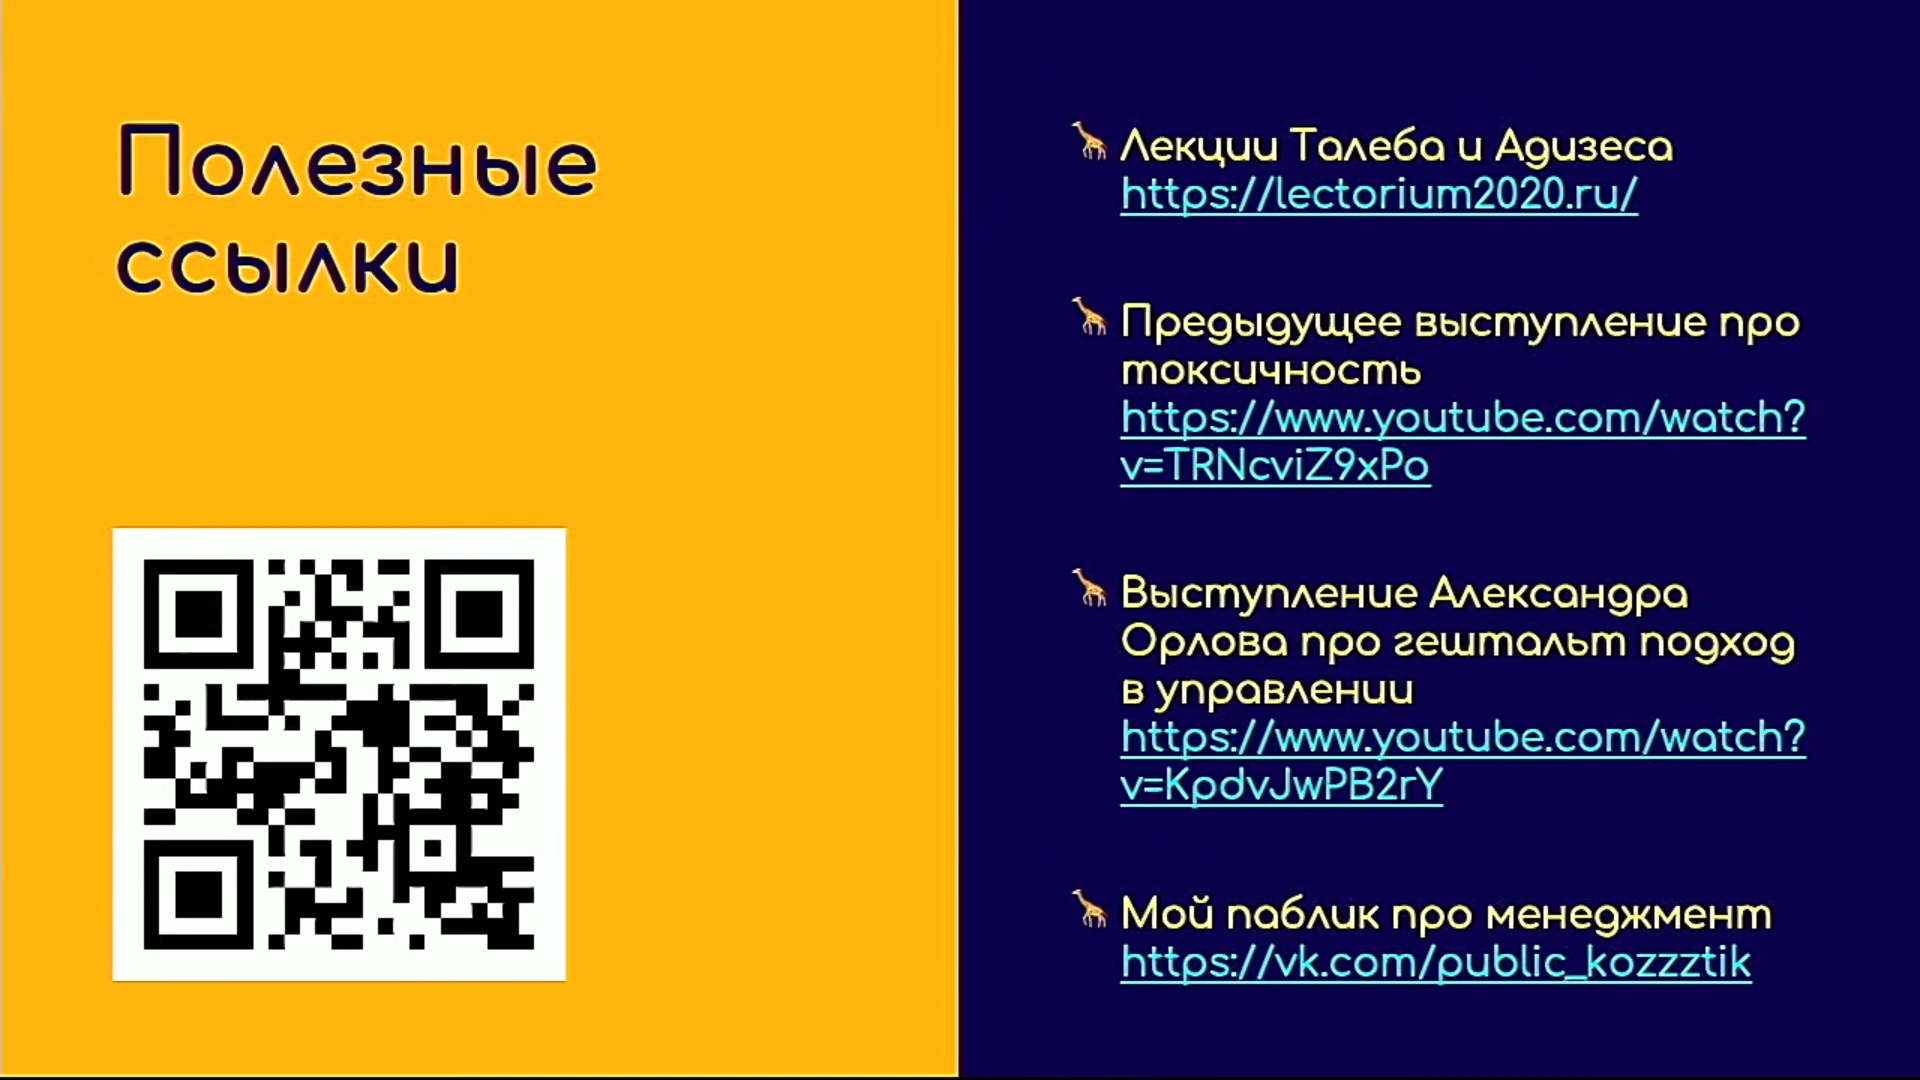 Полезные
ссылки
Лекции Талеба и Адизеса
https://lectorium2020.ru/
Предыдущее выступление про
токсичность
https://www.youtube.com/watch?
v=TRNcviZ9xPo
Выступление Александра
Орлова про гештальт подход
в управлении
https://www.youtube.com/watch?
v=KpdvJwPB2rY
Мой паблик про менеджмент
https://vk.com/public_kozzztik